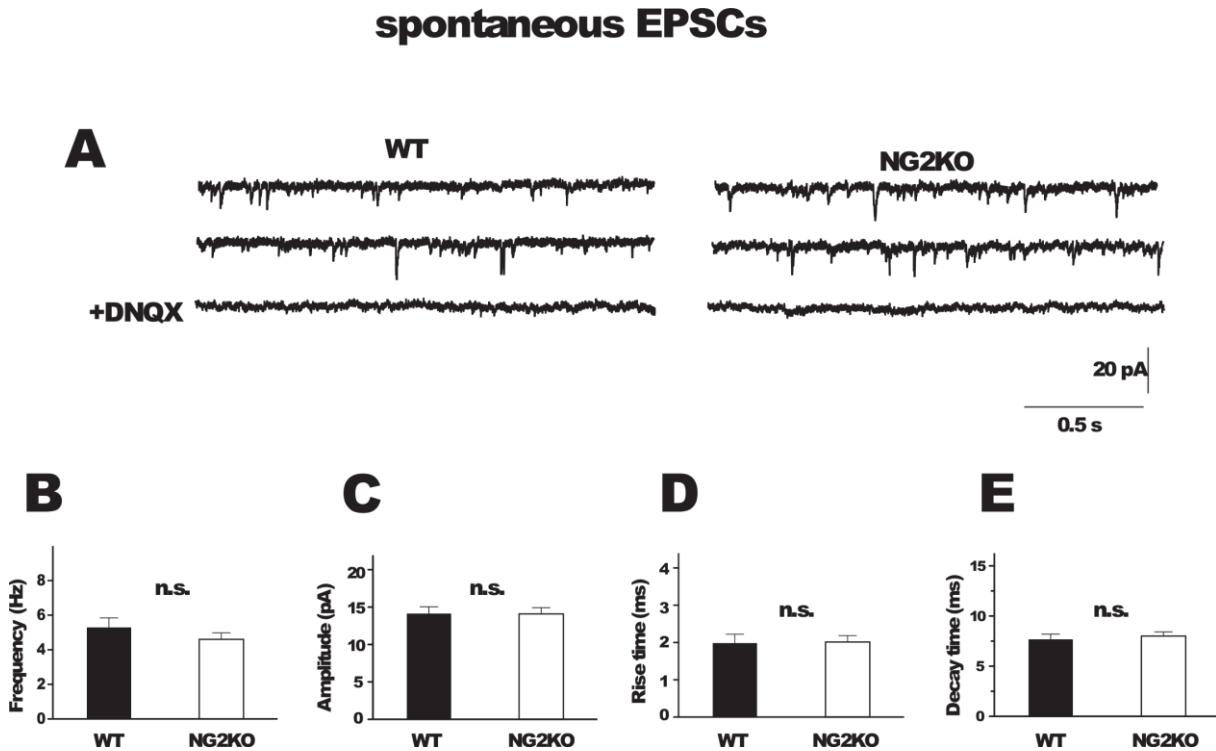 spontaneous EPSCs
A
WT
NG2KO
+DNQX
20 pA
0.5 s
B
Frequency (Hz)
8
6
4
2
0
n.s.
WT
NG2KO
C
Amplitude (pA)
20
15
10
5
0
n.s.
WT
NG2KO
D
Rise time (ms)
4
3
2
1
0
n.s.
WT
NG2KO
E
Decay time (ms)
15
10
7.5
5
0
n.s.
WT
NG2KO